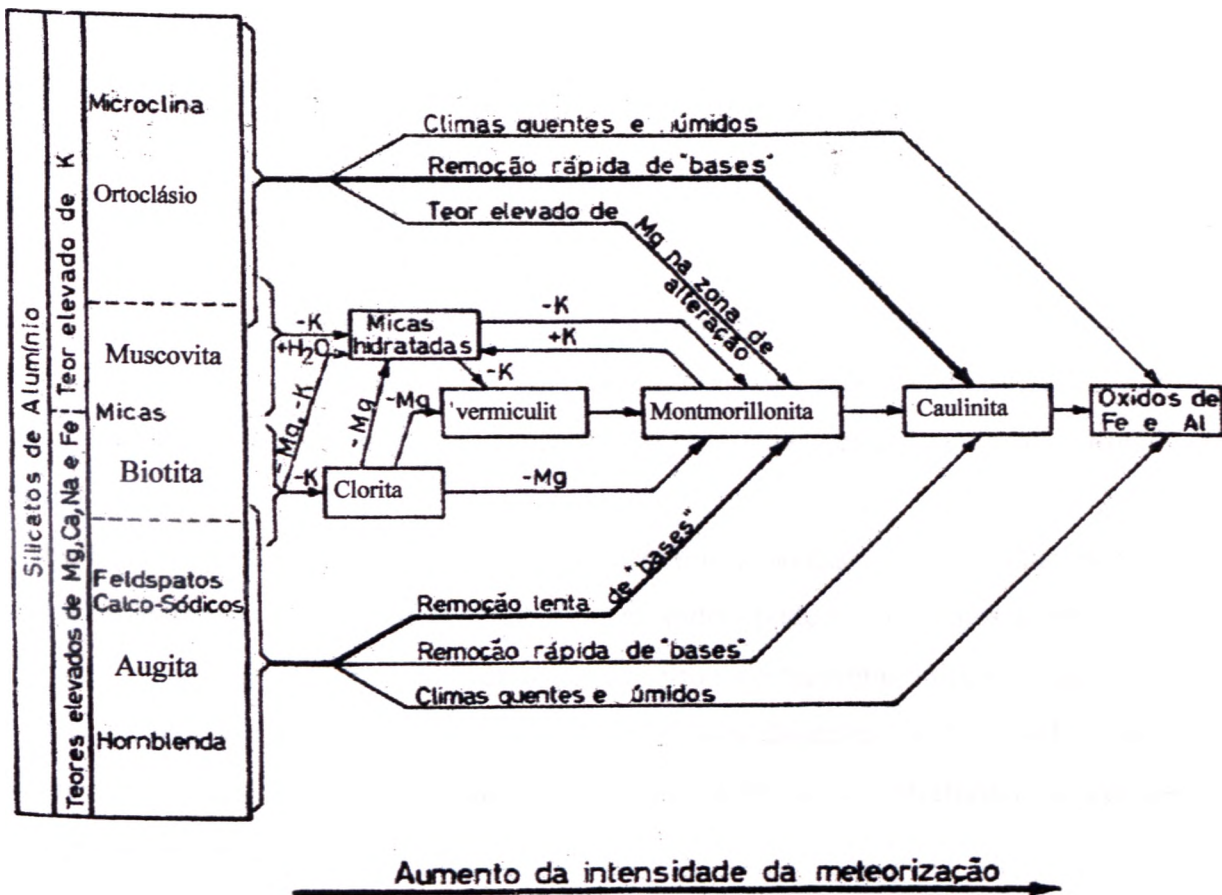 Silicatos de Alumínio
Teores elevados de Mg,Ca,Na e Fe
Teor elevado de K
Microclina
Ortoclásio
Muscovita
Micas
Biotita
Feldspatos
Calco-Sódicos
Augita
Hornblenda
Climas quentes e úmidos
Remoção rápida de "bases"
Teor elevado de Mg na zona de
alteração
-K
+H2O
-Mg,-K
-K
Micas
hidratadas
-K
+K
-K
-Mg
-Mg
vermiculit
Montmorillonita
Caulinita
Óxidos de
Fe e Al
Clorita
-Mg
Remoção lenta de "bases"
Remoção rápida de "bases"
Climas quentes e úmidos
Aumento da intensidade da meteorização